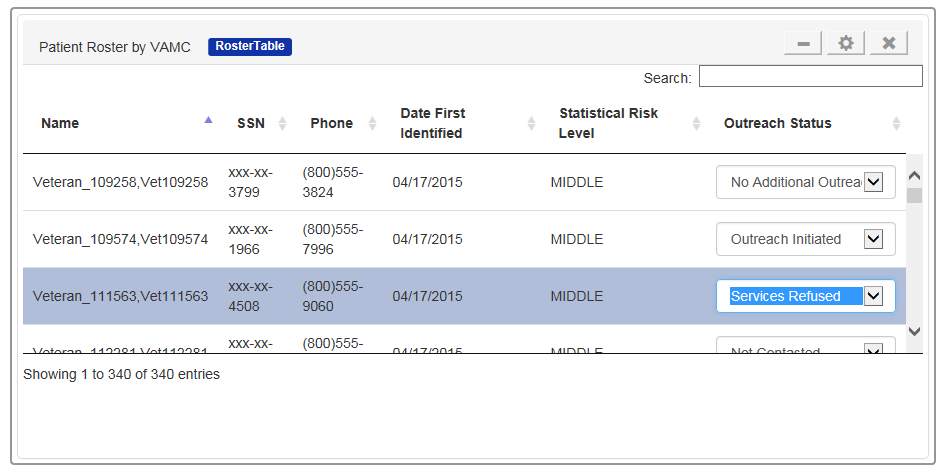 Patient Roster by VAMC RosterTable
Search:
Name SSN Phone Date First Identified Statistical Risk Level Outreach Status
Veteran_109258,Vet109258 xxx-xx-3799 (800)555-3824 04/17/2015 MIDDLE No Additional Outrea
Veteran_109574,Vet109574 xxx-xx-1966 (800)555-7996 04/17/2015 MIDDLE Outreach Initiated
Veteran_111563,Vet111563 xxx-xx-4508 (800)555-9060 04/17/2015 MIDDLE Services Refused
Veteran_112281,Vet112281 xxx-xx- (800)555- 04/17/2015 MIDDLE Not Contacted
Showing 1 to 340 of 340 entries